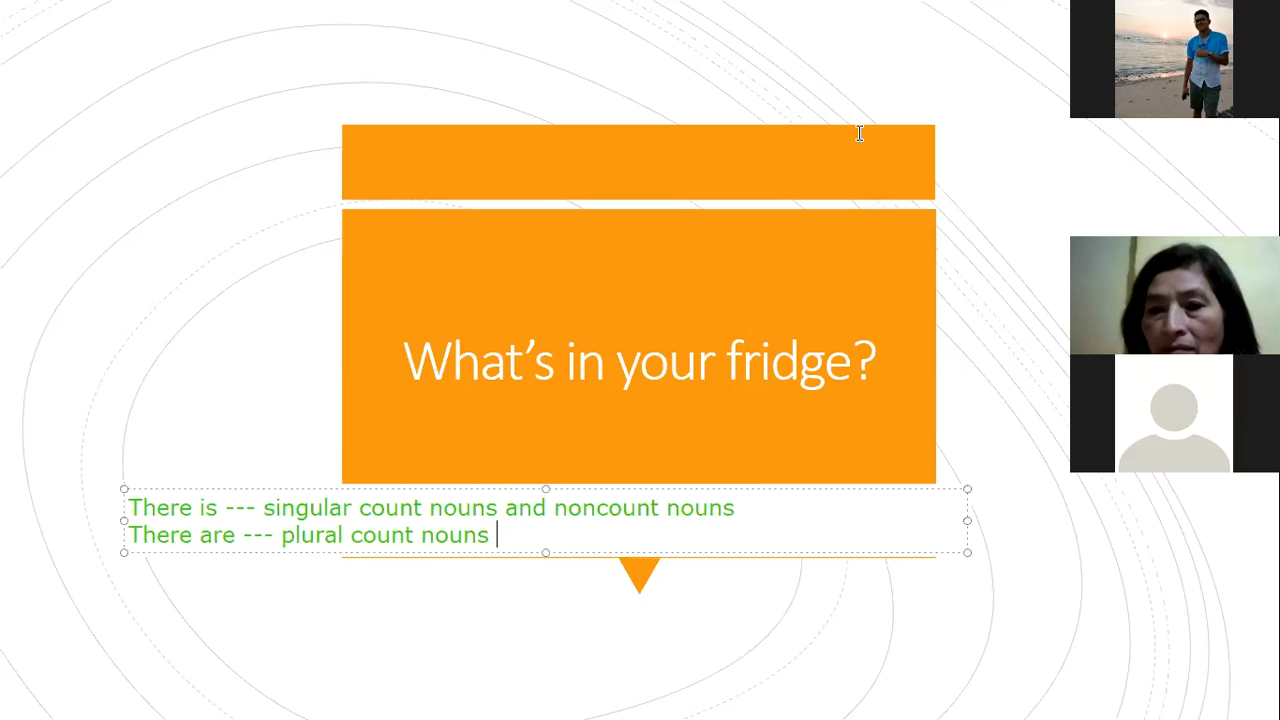 What's in your fridge?
There is --- singular count nouns and noncount nouns
There are --- plural count nouns